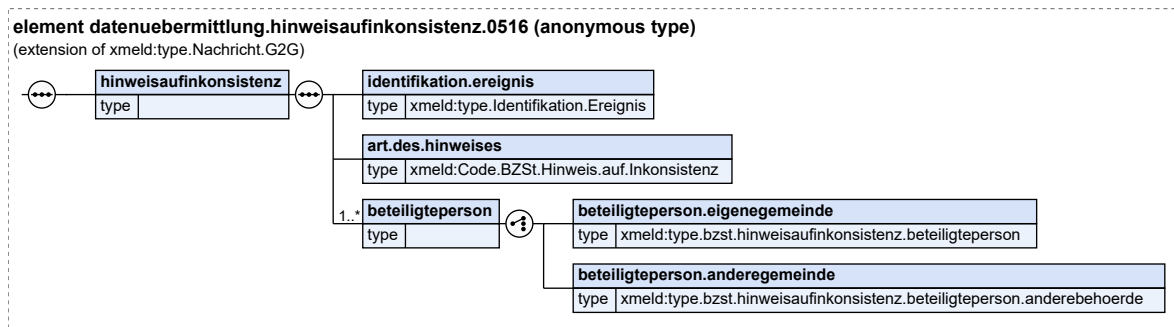 element datenuebermittlung.hinweisaufinkonsistenz.0516 (anonymous type)
(extension of xmeld:type.Nachricht.G2G)
hinweisaufinkonsistenz
type
identifikation.ereignis
type xmeld:type.Identifikation.Ereignis
art.des.hinweises
type xmeld:Code.BZSt.Hinweis.auf.Inkonsistenz
1..*
beteiligteperson
type
beteiligteperson.eigenegemeinde
type xmeld:type.bzst.hinweisaufinkonsistenz.beteiligteperson
beteiligteperson.anderegemeinde
type xmeld:type.bzst.hinweisaufinkonsistenz.beteiligteperson.anderebehoerde